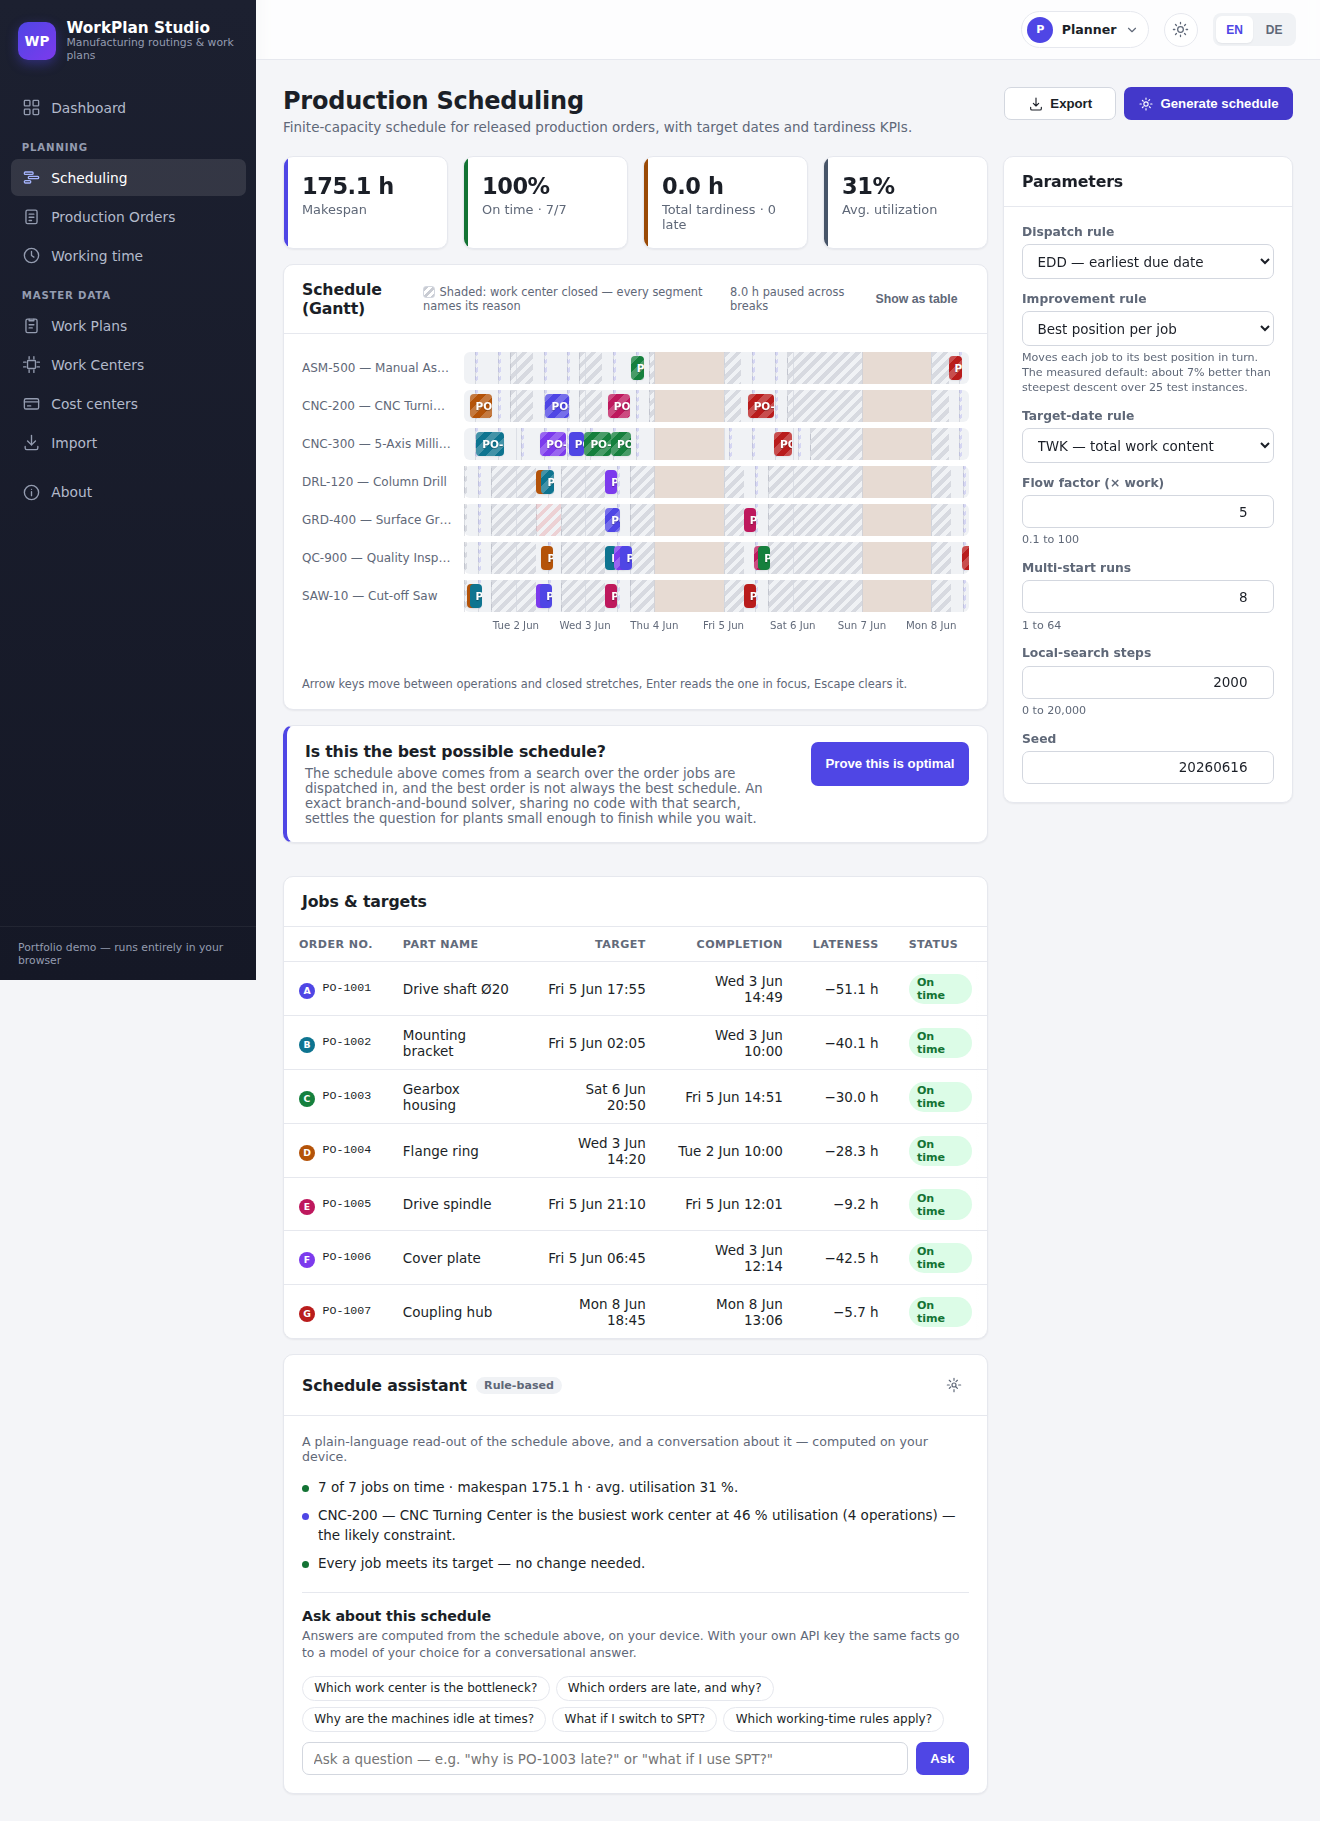 WP
WorkPlan Studio
Manufacturing routings & work
plans
Dashboard
PLANNING
Scheduling
Production Orders
Working time
MASTER DATA
Work Plans
Work Centers
Cost centers
Import
About
Portfolio demo — runs entirely in your
browser
P Planner
EN DE
Production Scheduling
Finite-capacity schedule for released production orders, with target dates and tardiness KPIs.
Export
Generate schedule
175.1 h
Makespan
100%
On time · 7/7
0.0 h
Total tardiness · 0
late
31%
Avg. utilization
Schedule
(Gantt)
Shaded: work center closed — every segment
names its reason
8.0 h paused across
breaks
Show as table
ASM-500 — Manual As…
CNC-200 — CNC Turni…
CNC-300 — 5-Axis Milli…
DRL-120 — Column Drill
GRD-400 — Surface Gr…
QC-900 — Quality Insp…
SAW-10 — Cut-off Saw
Tue 2 Jun Wed 3 Jun Thu 4 Jun Fri 5 Jun Sat 6 Jun Sun 7 Jun Mon 8 Jun
Arrow keys move between operations and closed stretches, Enter reads the one in focus, Escape clears it.
Is this the best possible schedule?
The schedule above comes from a search over the order jobs are
dispatched in, and the best order is not always the best schedule. An
exact branch-and-bound solver, sharing no code with that search,
settles the question for plants small enough to finish while you wait.
Prove this is optimal
Jobs & targets
ORDER NO. PART NAME TARGET COMPLETION LATENESS STATUS
A PO-1001 Drive shaft Ø20 Fri 5 Jun 17:55 Wed 3 Jun 14:49 −51.1 h On time
B PO-1002 Mounting bracket Fri 5 Jun 02:05 Wed 3 Jun 10:00 −40.1 h On time
C PO-1003 Gearbox housing Sat 6 Jun 20:50 Fri 5 Jun 14:51 −30.0 h On time
D PO-1004 Flange ring Wed 3 Jun 14:20 Tue 2 Jun 10:00 −28.3 h On time
E PO-1005 Drive spindle Fri 5 Jun 21:10 Fri 5 Jun 12:01 −9.2 h On time
F PO-1006 Cover plate Fri 5 Jun 06:45 Wed 3 Jun 12:14 −42.5 h On time
G PO-1007 Coupling hub Mon 8 Jun 18:45 Mon 8 Jun 13:06 −5.7 h On time
Schedule assistant Rule-based
A plain-language read-out of the schedule above, and a conversation about it — computed on your
device.
7 of 7 jobs on time · makespan 175.1 h · avg. utilisation 31 %.
CNC-200 — CNC Turning Center is the busiest work center at 46 % utilisation (4 operations) —
the likely constraint.
Every job meets its target — no change needed.
Ask about this schedule
Answers are computed from the schedule above, on your device. With your own API key the same facts go
to a model of your choice for a conversational answer.
Which work center is the bottleneck? Which orders are late, and why?
Why are the machines idle at times? What if I switch to SPT? Which working-time rules apply?
Ask a question — e.g. "why is PO-1003 late?" or "what if I use SPT?"
Ask
Parameters
Dispatch rule
EDD — earliest due date
Improvement rule
Best position per job
Moves each job to its best position in turn.
The measured default: about 7% better than
steepest descent over 25 test instances.
Target-date rule
TWK — total work content
Flow factor (× work)
5
0.1 to 100
Multi-start runs
8
1 to 64
Local-search steps
2000
0 to 20,000
Seed
20260616